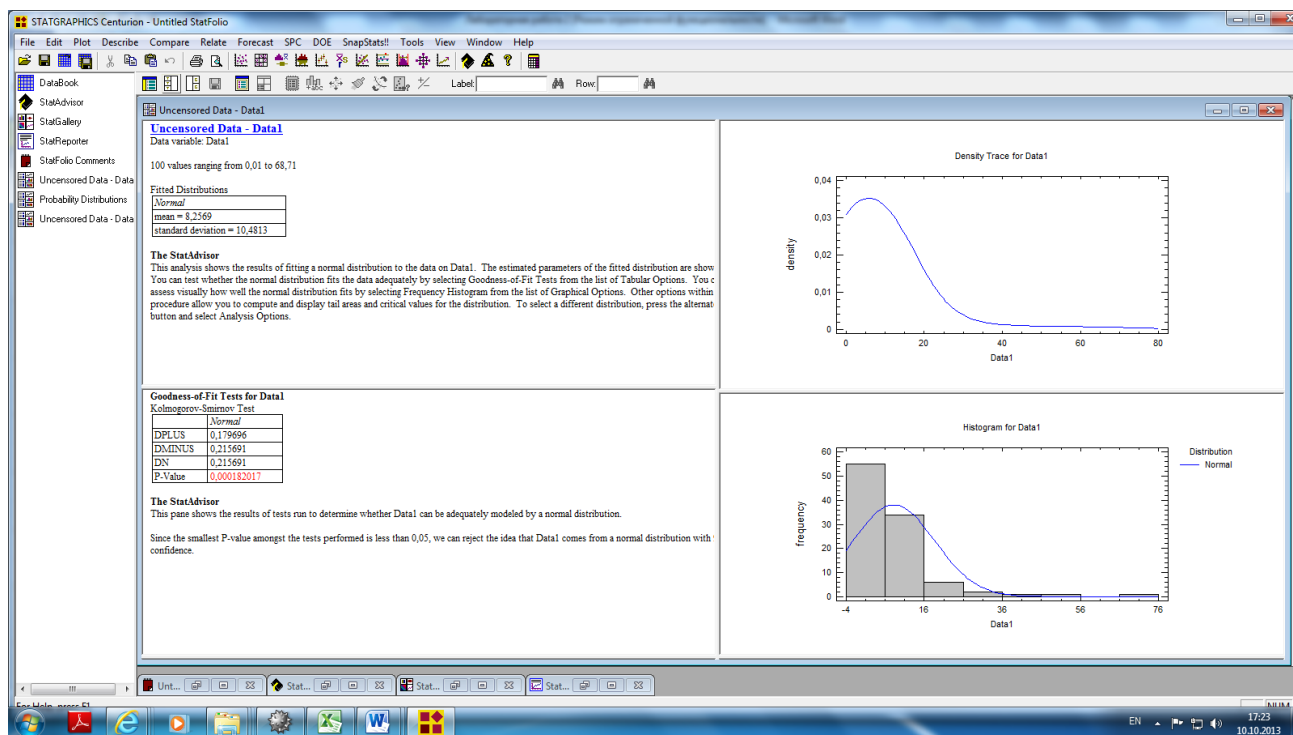 STATGRAPHICS Centurion - Untitled StatFolio
File Edit Plot Describe Compare Relate Forecast SPC DOE SnapStats!! Tools View Window Help
Label: Row:
DataBook
StatAdvisor
StatGallery
StatReporter
StatFolio Comments
Uncensored Data - Data
Probability Distributions
Uncensored Data - Data
Uncensored Data - Data1
Uncensored Data - Data1
Data variable: Data1
100 values ranging from 0,01 to 68,71
Fitted Distributions
Normal
mean = 8,2569
standard deviation = 10,4813
The StatAdvisor
This analysis shows the results of fitting a normal distribution to the data on Data1. The estimated parameters of the fitted distribution are show
You can test whether the normal distribution fits the data adequately by selecting Goodness-of-Fit Tests from the list of Tabular Options. You c
assess visually how well the normal distribution fits by selecting Frequency Histogram from the list of Graphical Options. Other options within
procedure allow you to compute and display tail areas and critical values for the distribution. To select a different distribution, press the alternat
button and select Analysis Options.
Density Trace for Data1
density
0,04
0,03
0,02
0,01
0
0 20 40 60 80
Data1
Goodness-of-Fit Tests for Data1
Kolmogorov-Smirnov Test
Normal
DPLUS 0,179696
DMINUS 0,215691
DN 0,215691
P-Value 0,000182017
The StatAdvisor
This pane shows the results of tests run to determine whether Data1 can be adequately modeled by a normal distribution.
Since the smallest P-value amongst the tests performed is less than 0,05, we can reject the idea that Data1 comes from a normal distribution with
confidence.
Histogram for Data1
frequency
60
50
40
30
20
10
0
-4 16 36 56 76
Data1
Distribution
Normal
Unt... Stat... Stat... Stat...
For Help, press F1
NUM
EN
17:23
10.10.2013